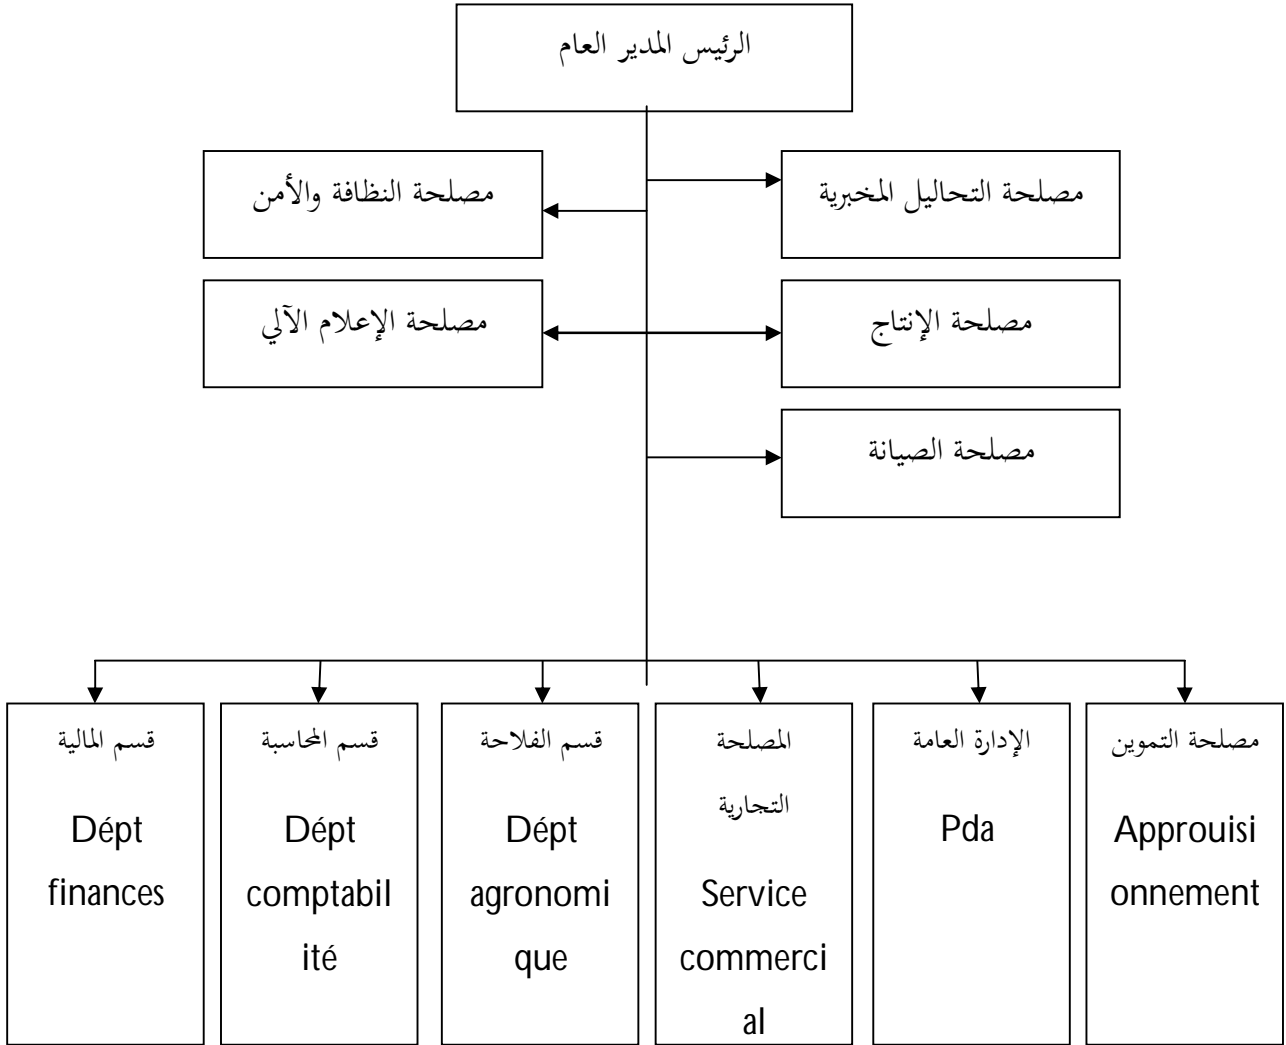 الرئيس المدير العام
مصلحة التحاليل المخبرية
مصلحة النظافة والأمن
مصلحة الإنتاج
مصلحة الإعلام الآلي
مصلحة الصيانة
مصلحة التموين
Approuisi
onnement
الإدارة العامة
Pda
المصلحة
التجارية
Service
commerci
al
قسم الفلاحة
Dépt
agronomi
que
قسم المحاسبة
Dépt
comptabil
ité
قسم المالية
Dépt
finances